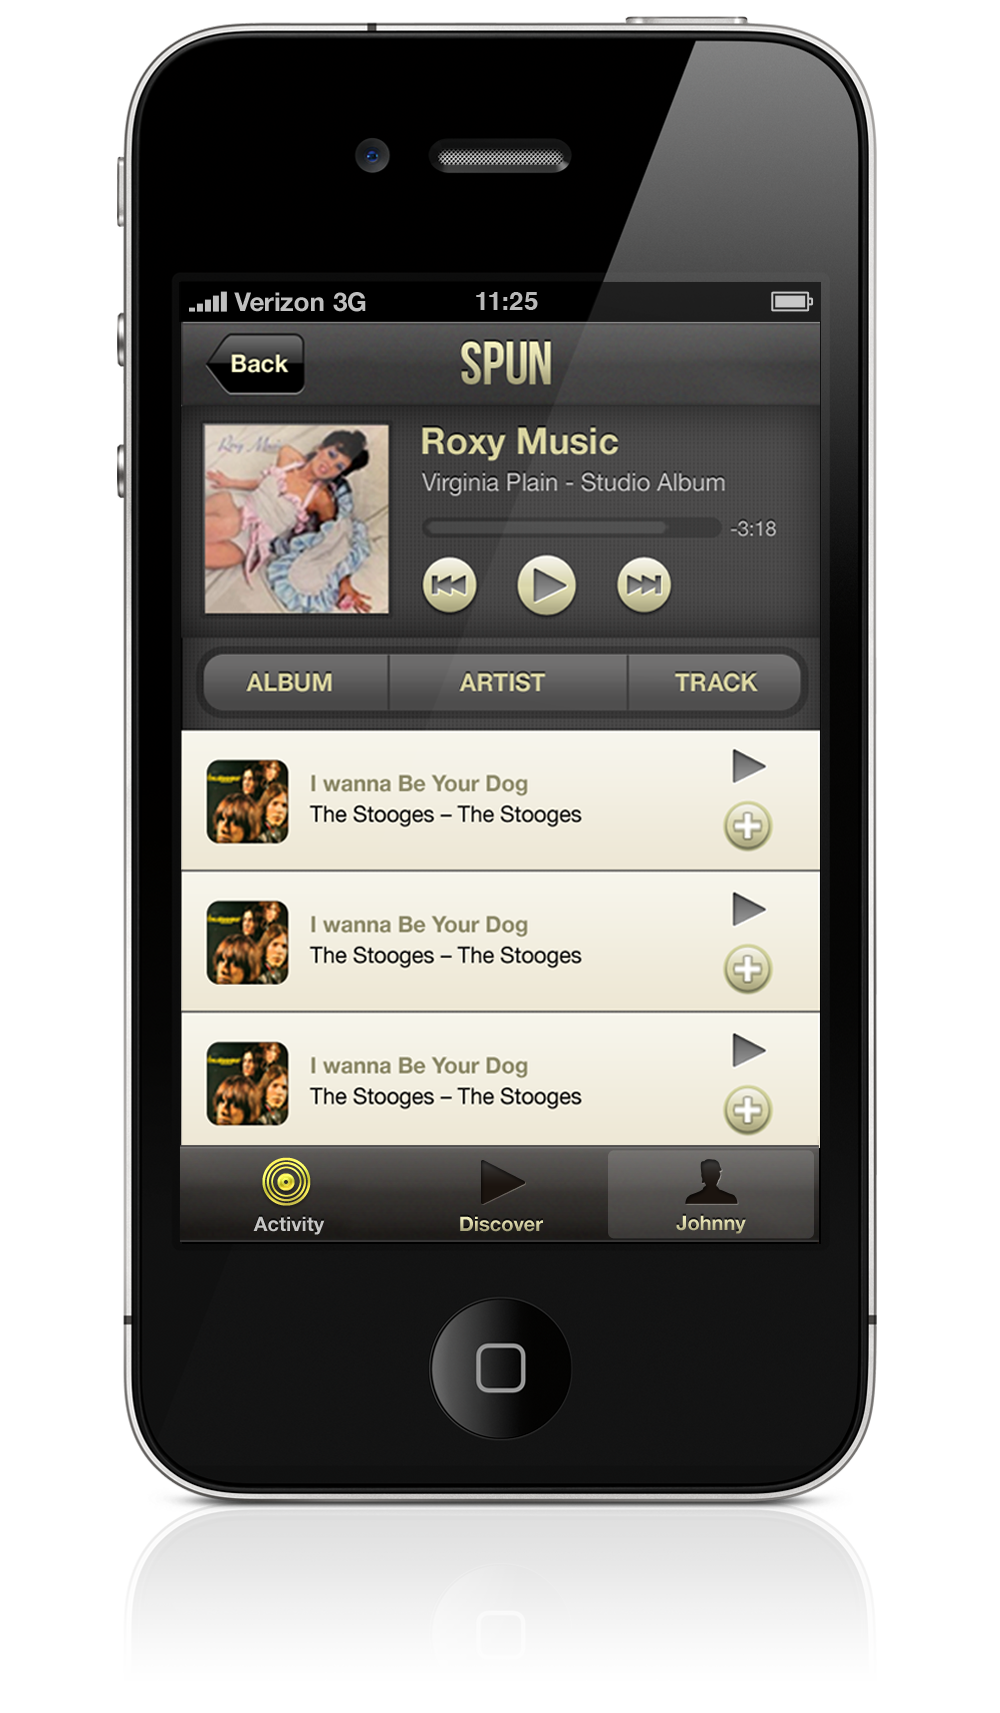 Verizon 3G
11:25
Back
SPUN
Roxy Music
Roxy Music
Virginia Plain - Studio Album
-3:18
ALBUM
ARTIST
TRACK
I wanna Be Your Dog
The Stooges – The Stooges
I wanna Be Your Dog
The Stooges – The Stooges
I wanna Be Your Dog
The Stooges – The Stooges
Activity
Discover
Johnny